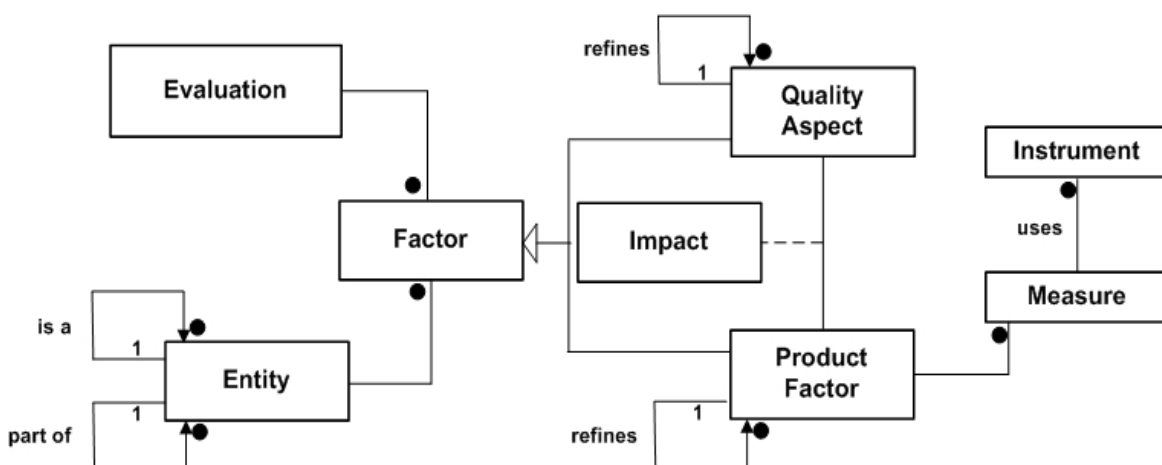 refines
1
Evaluation
Quality
Aspect
Instrument
Factor
Impact
uses
Measure
is a
1
Entity
Product
Factor
1
part of
1
refines